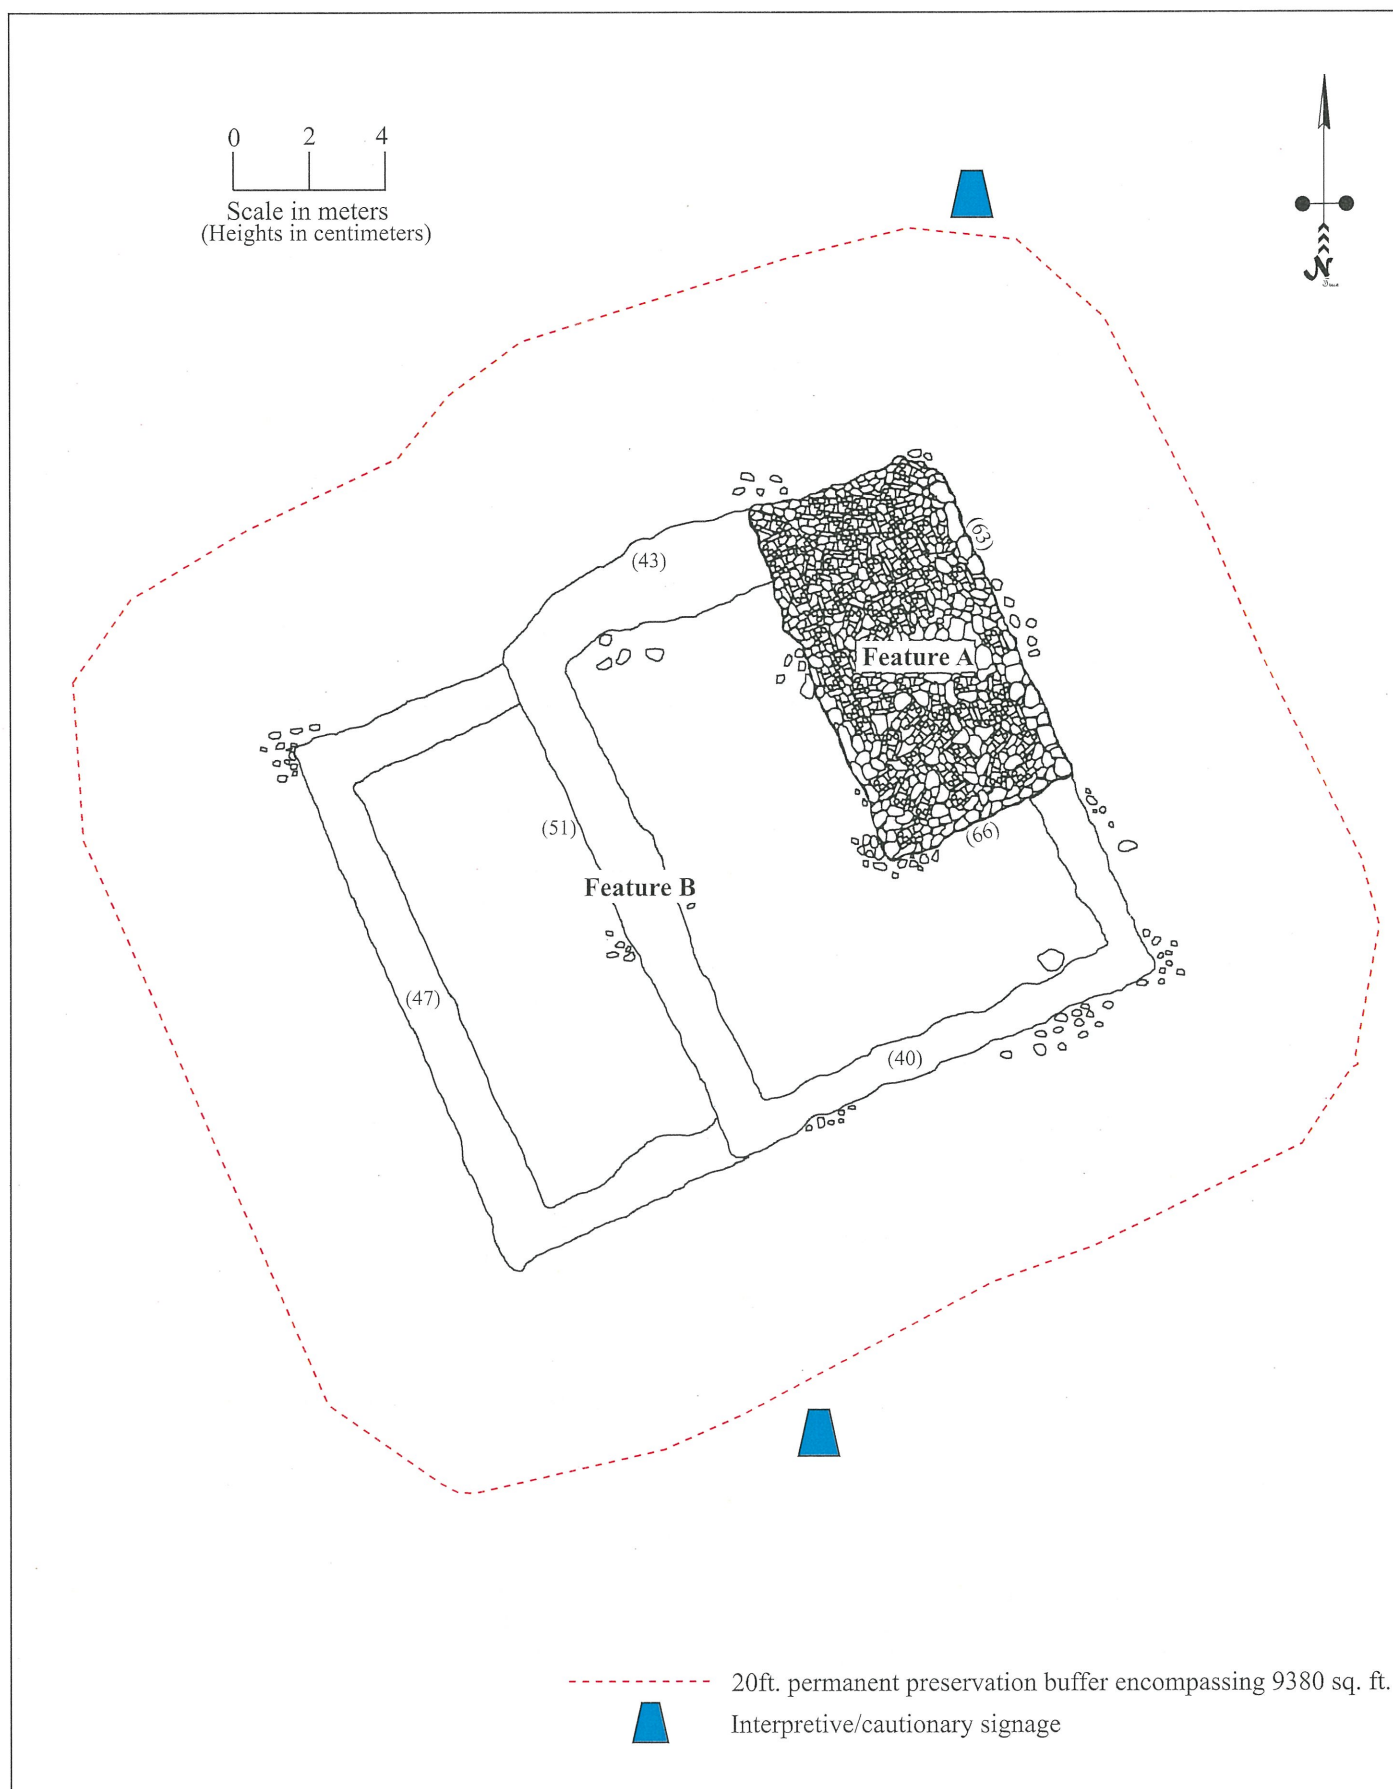 0 2 4
Scale in meters
(Heights in centimeters)
N
(63)
(43)
Feature A
(51)
(66)
Feature B
(47)
(40)
20ft. permanent preservation buffer encompassing 9380 sq. ft.
Interpretive/cautionary signage